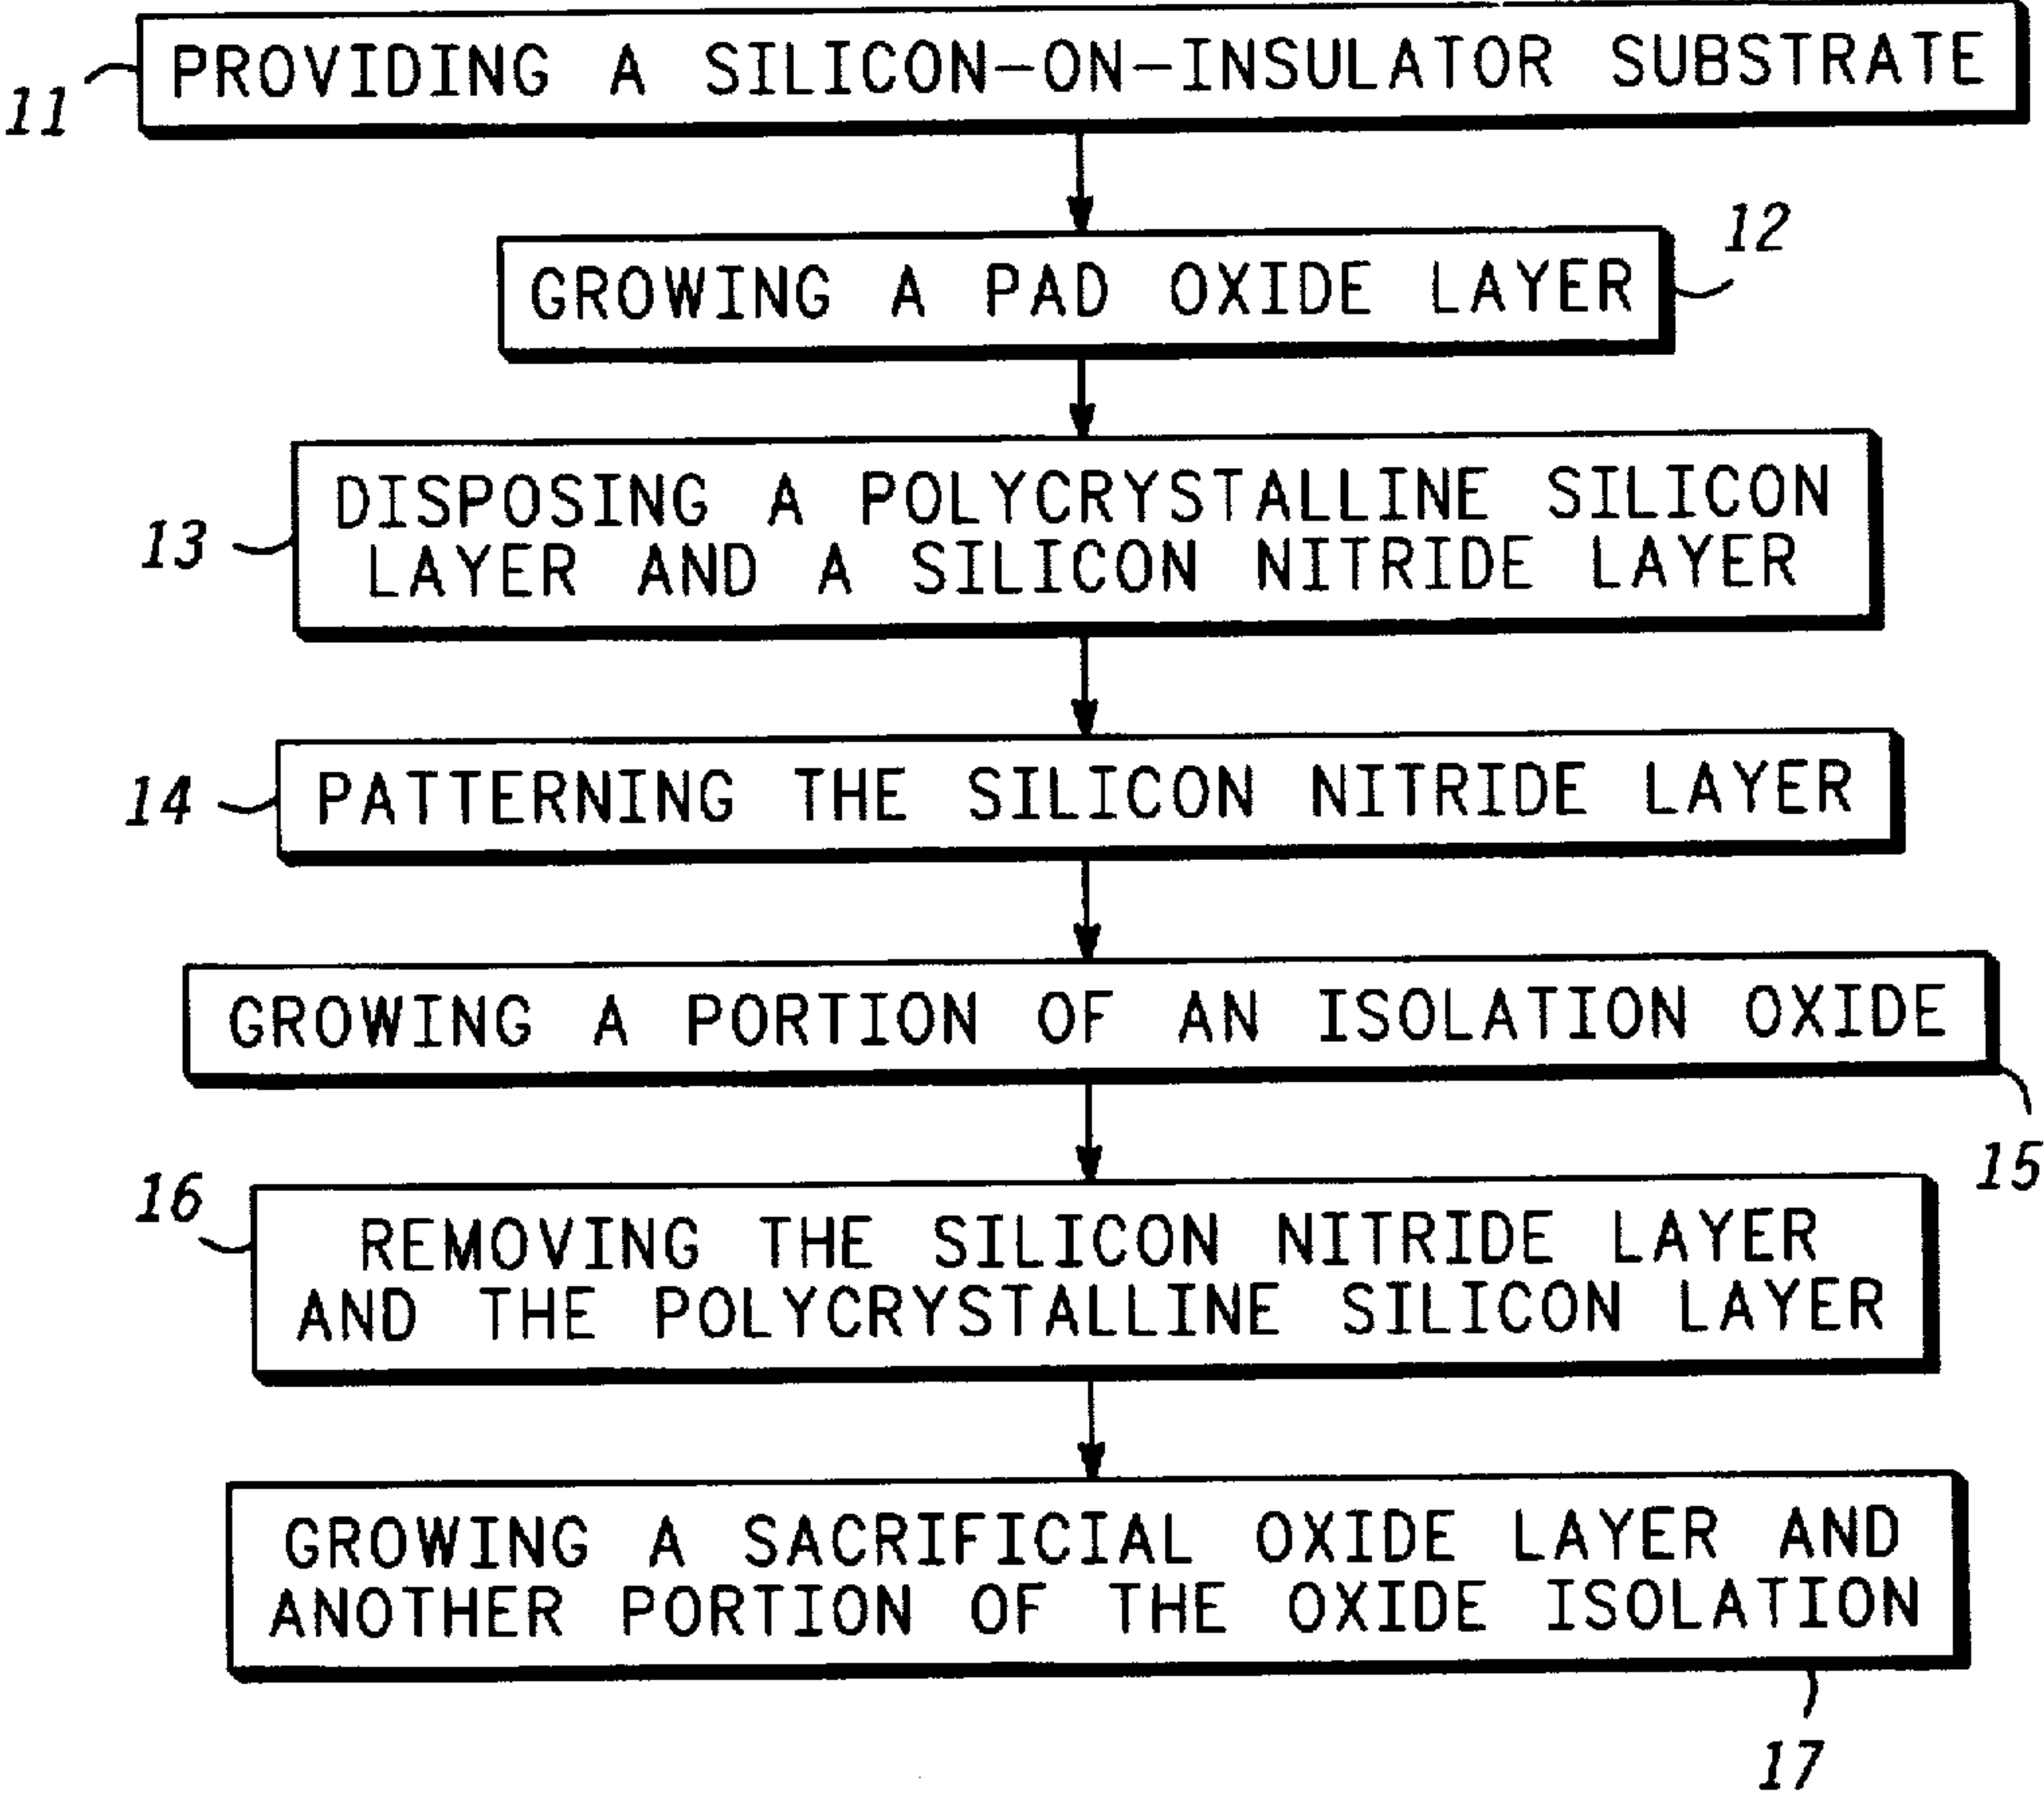 PROVIDING A SILICON-ON-INSULATOR SUBSTRATE
11
12
GROWING A PAD OXIDE LAYER
DISPOSING A POLYCRYSTALLINE SILICON
LAYER AND A SILICON NITRIDE LAYER
13
14
PATTERNING THE SILICON NITRIDE LAYER
GROWING A PORTION OF AN ISOLATION OXIDE
15
16
REMOVING THE SILICON NITRIDE LAYER
AND THE POLYCRYSTALLINE SILICON LAYER
GROWING A SACRIFICIAL OXIDE LAYER AND
ANOTHER PORTION OF THE OXIDE ISOLATION
17